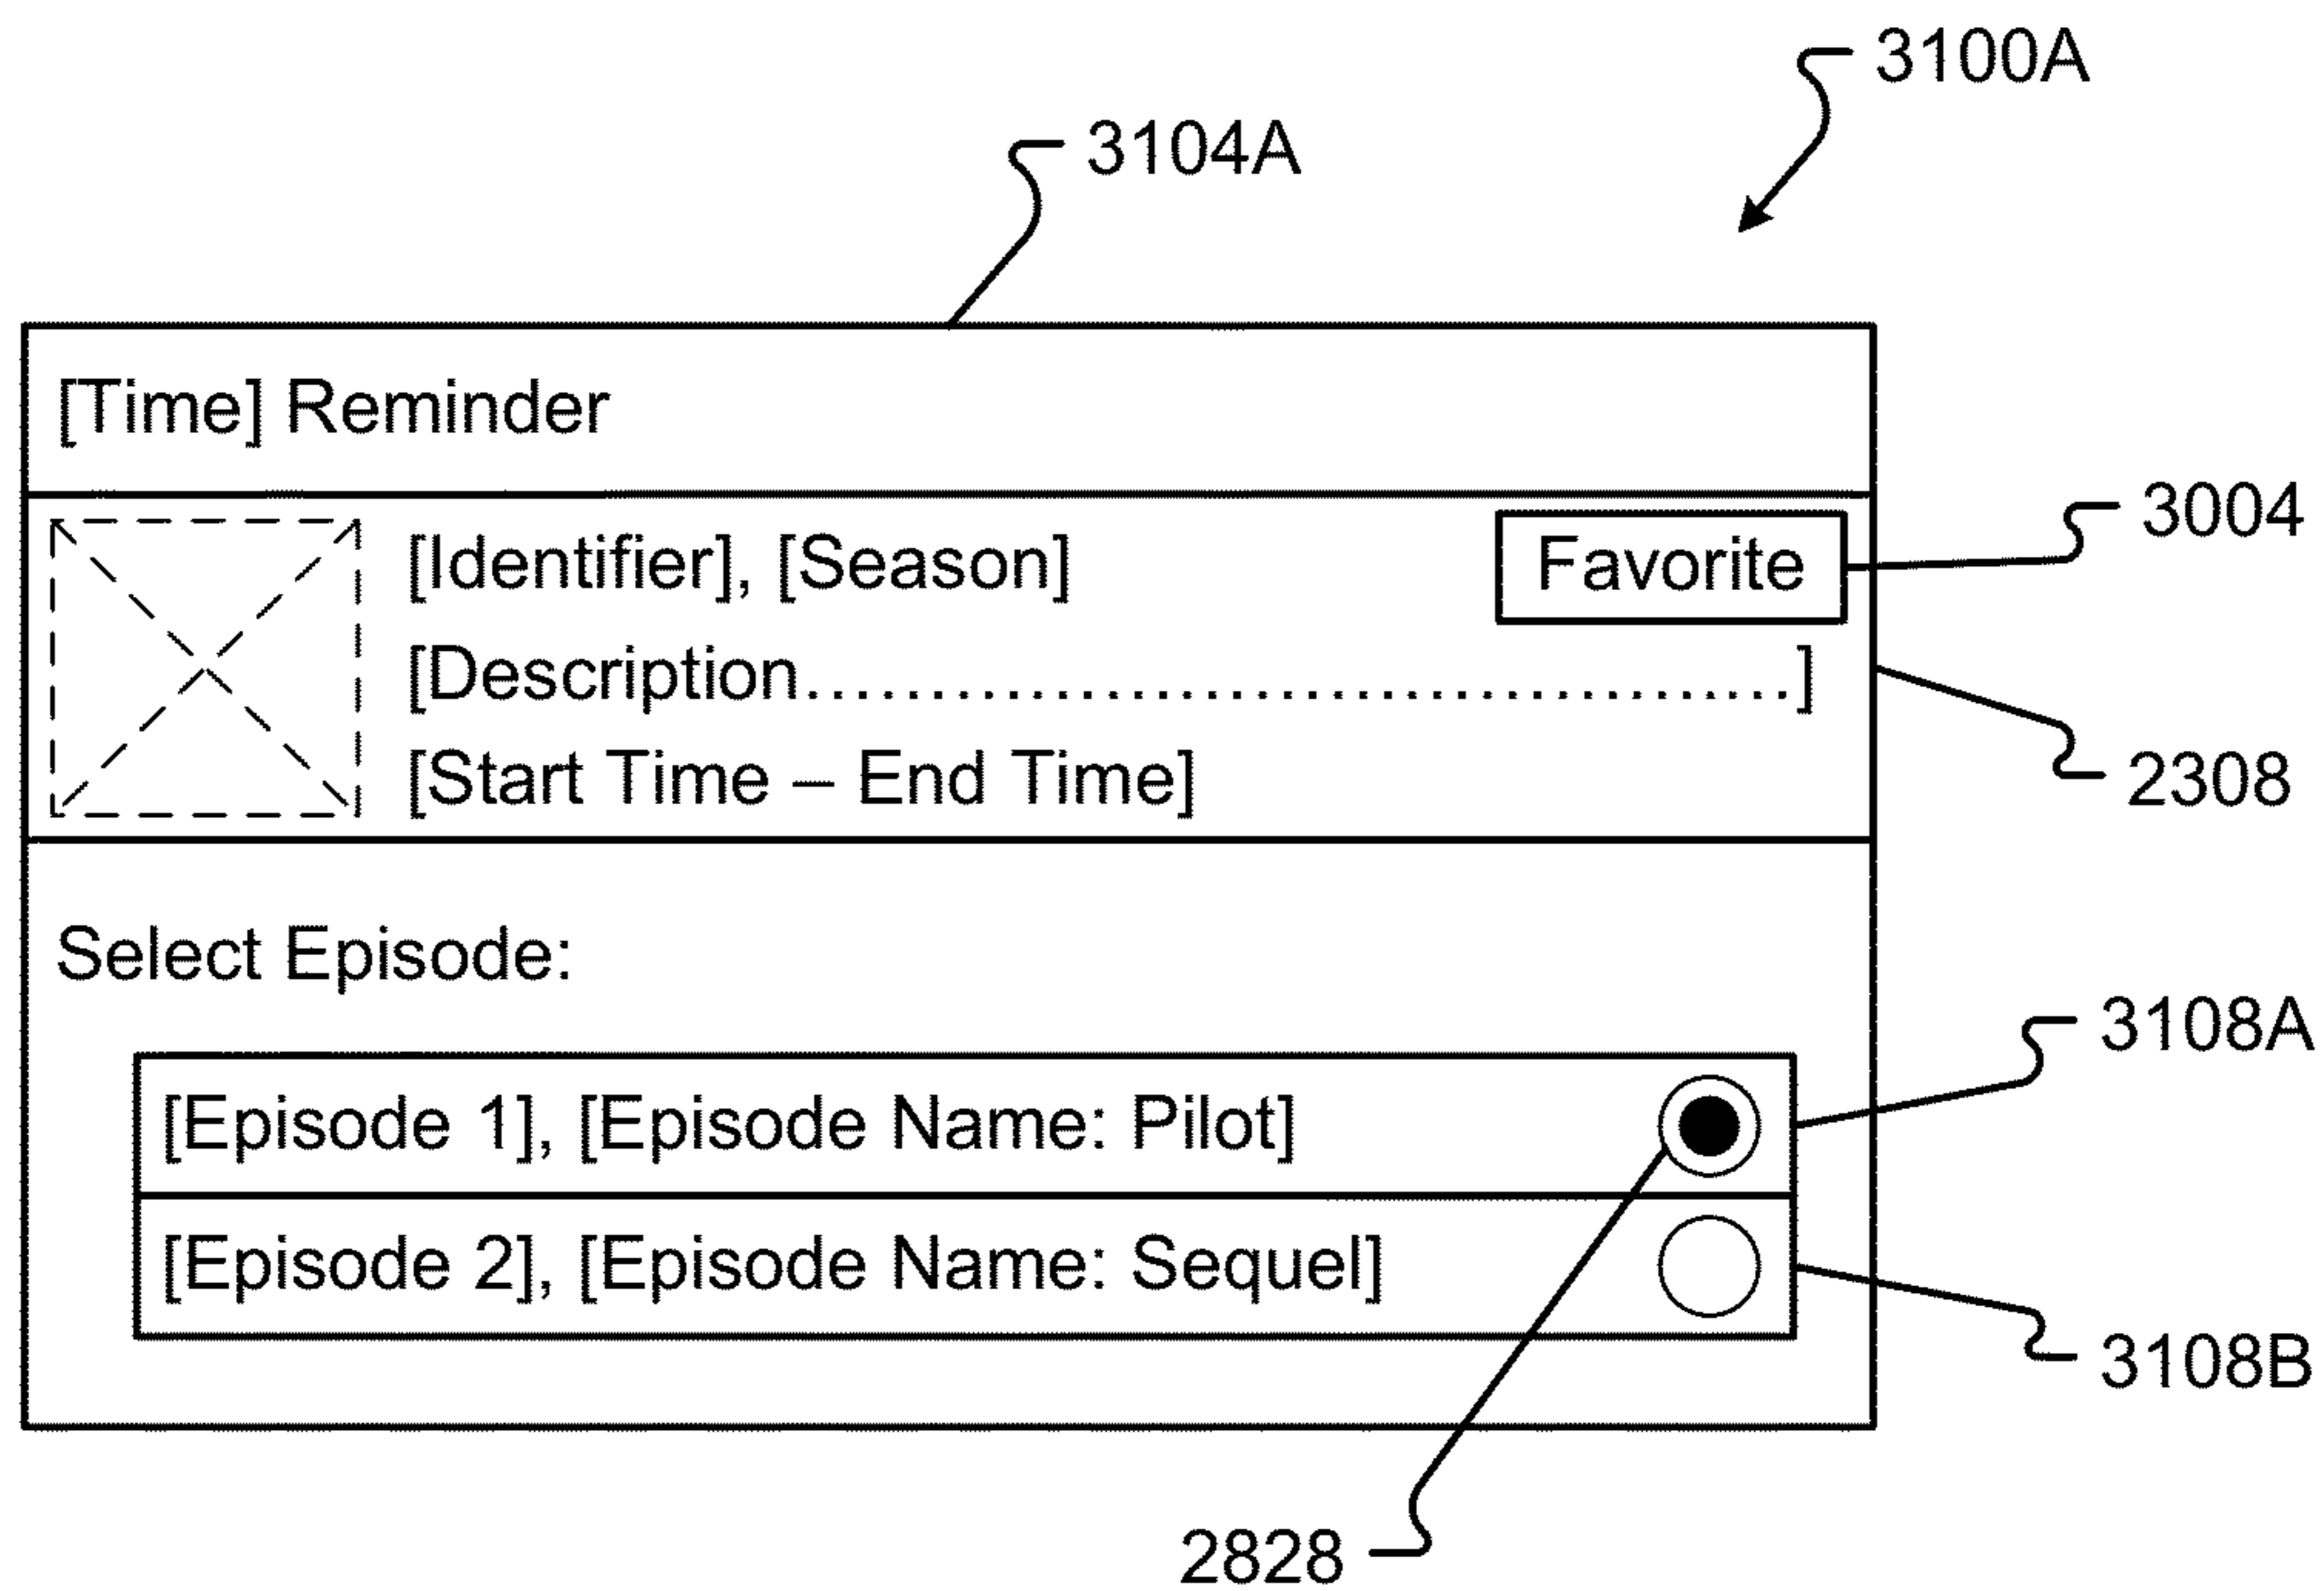 3100A
3104A
[Time] Reminder
[Identifier], [Season]
Favorite
3004
[Description........................................]
[Start Time – End Time]
2308
Select Episode:
3108A
[Episode 1], [Episode Name: Pilot]
[Episode 2], [Episode Name: Sequel]
3108B
2828